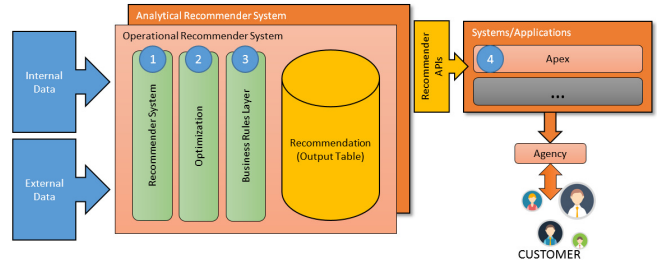 Analytical Recommender System
Operational Recommender System
Internal
Data
External
Data
1
Recommender System
2
Optimization
3
Business Rules Layer
Recommendation
(Output Table)
Recommender
APIs
Systems/Applications
4
Apex
...
Agency
CUSTOMER